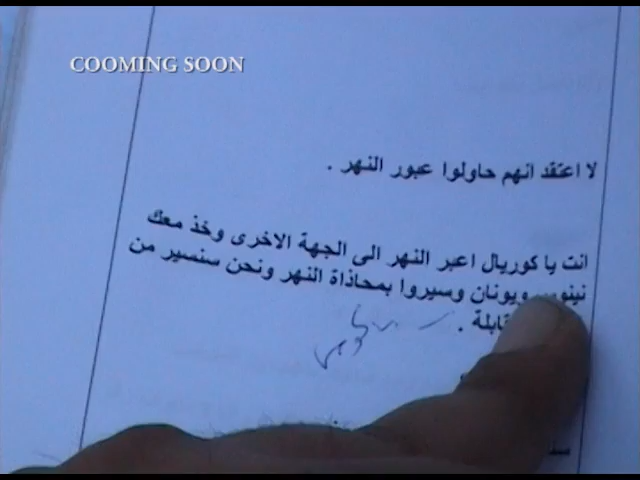 COOMING SOON
لا اعتقد انهم حاولوا عبور النهر .
انت يا كوريال اعبر النهر الى الجهة الاخرى وخذ معك
ويونان وسيروا بمحاذاة النهر ونحن سنسير من